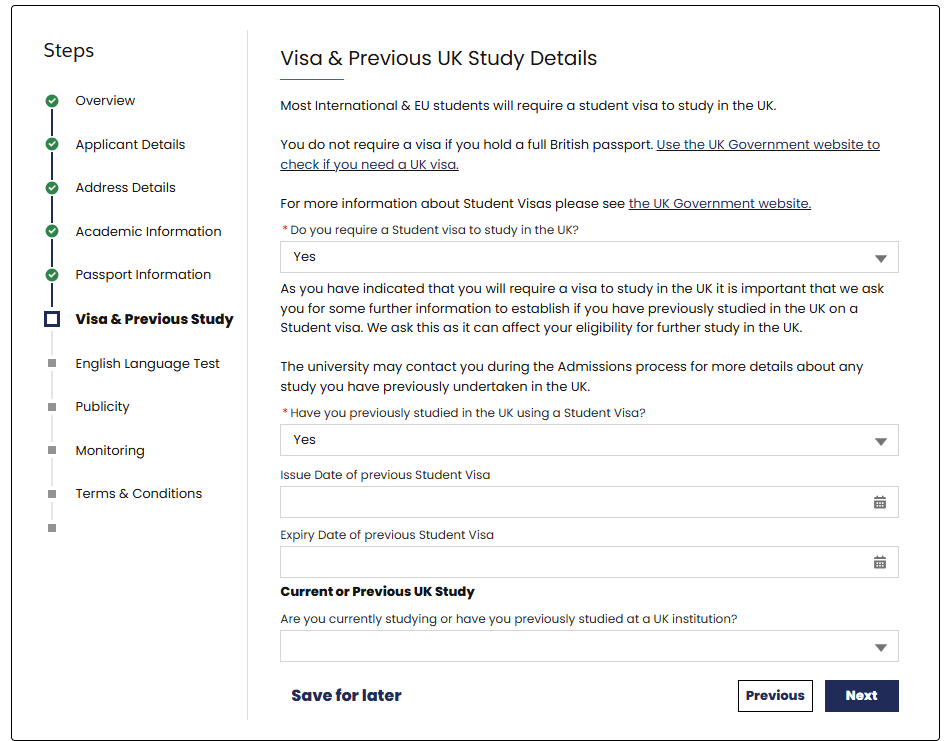 Steps
Overview
Applicant Details
Address Details
Academic Information
Passport Information
Visa & Previous Study
English Language Test
Publicity
Monitoring
Terms & Conditions
Visa & Previous UK Study Details
Most International & EU students will require a student visa to study in the UK.
You do not require a visa if you hold a full British passport. Use the UK Government website to
check if you need a UK visa.
For more information about Student Visas please see the UK Government website.
* Do you require a Student visa to study in the UK?
Yes
As you have indicated that you will require a visa to study in the UK it is important that we ask
you for some further information to establish if you have previously studied in the UK on a
Student visa. We ask this as it can affect your eligibility for further study in the UK.
The university may contact you during the Admissions process for more details about any
study you have previously undertaken in the UK.
* Have you previously studied in the UK using a Student Visa?
Yes
Issue Date of previous Student Visa
Expiry Date of previous Student Visa
Current or Previous UK Study
Are you currently studying or have you previously studied at a UK institution?
Save for later
Previous
Next